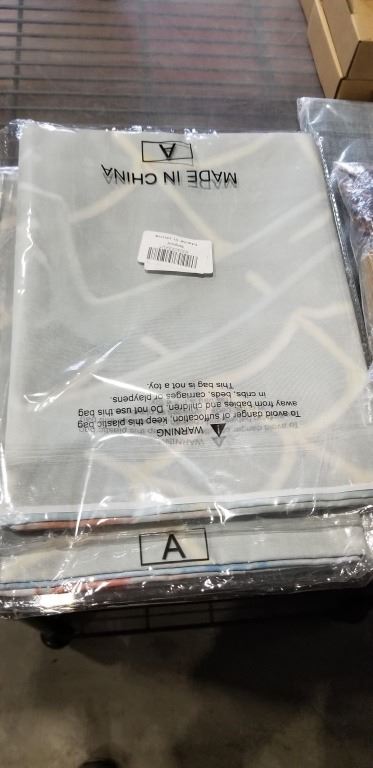 WARNING
To avoid danger of suffocation, keep this plastic bag
away from babies and children. Do not use this bag
in cribs, beds, carriages or playpens.
This bag is not a toy.
MADE IN CHINA
A
A